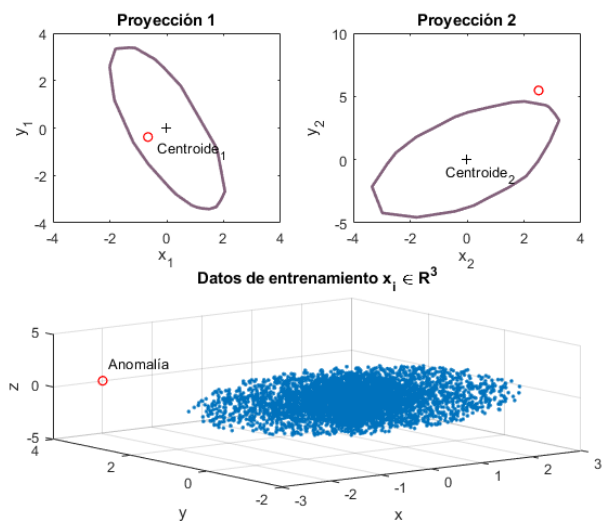 Proyección 1
4
2
0
-2
-4
-4
-2
0
2
4
y₁
x₁
Centroide₁
Proyección 2
10
5
0
-5
-4
-2
0
2
4
y₂
x₂
Centroide₂
Datos de entrenamiento xᵢ ∈ R³
5
0
-5
z
Anomalía
4
2
0
-2
y
-3
-2
-1
0
1
2
3
x